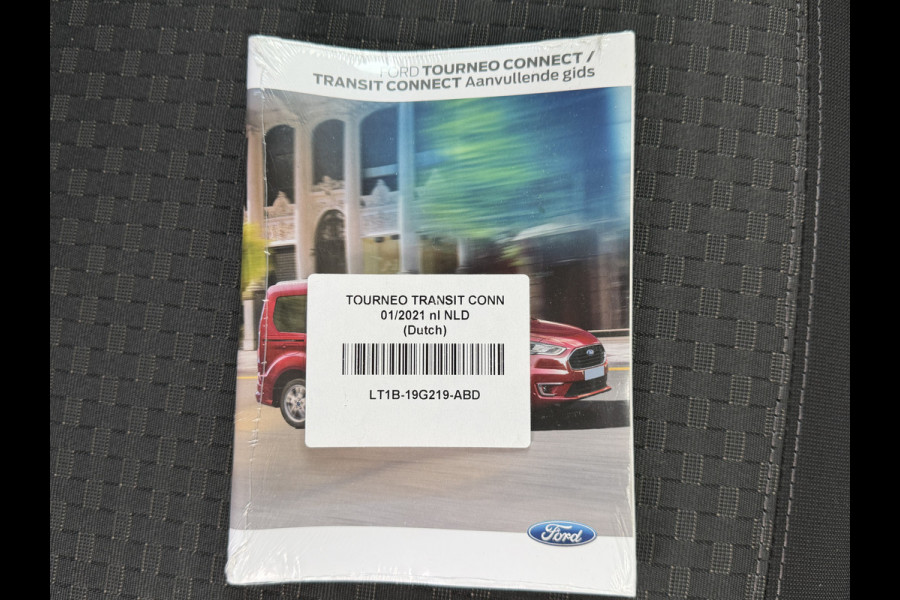 FORD TOURNEO CONNECT /
TRANSIT CONNECT Aanvullende gids
TOURNEO TRANSIT CONN
01/2021 nl NLD
(Dutch)
LT1B-19G219-ABD
Ford